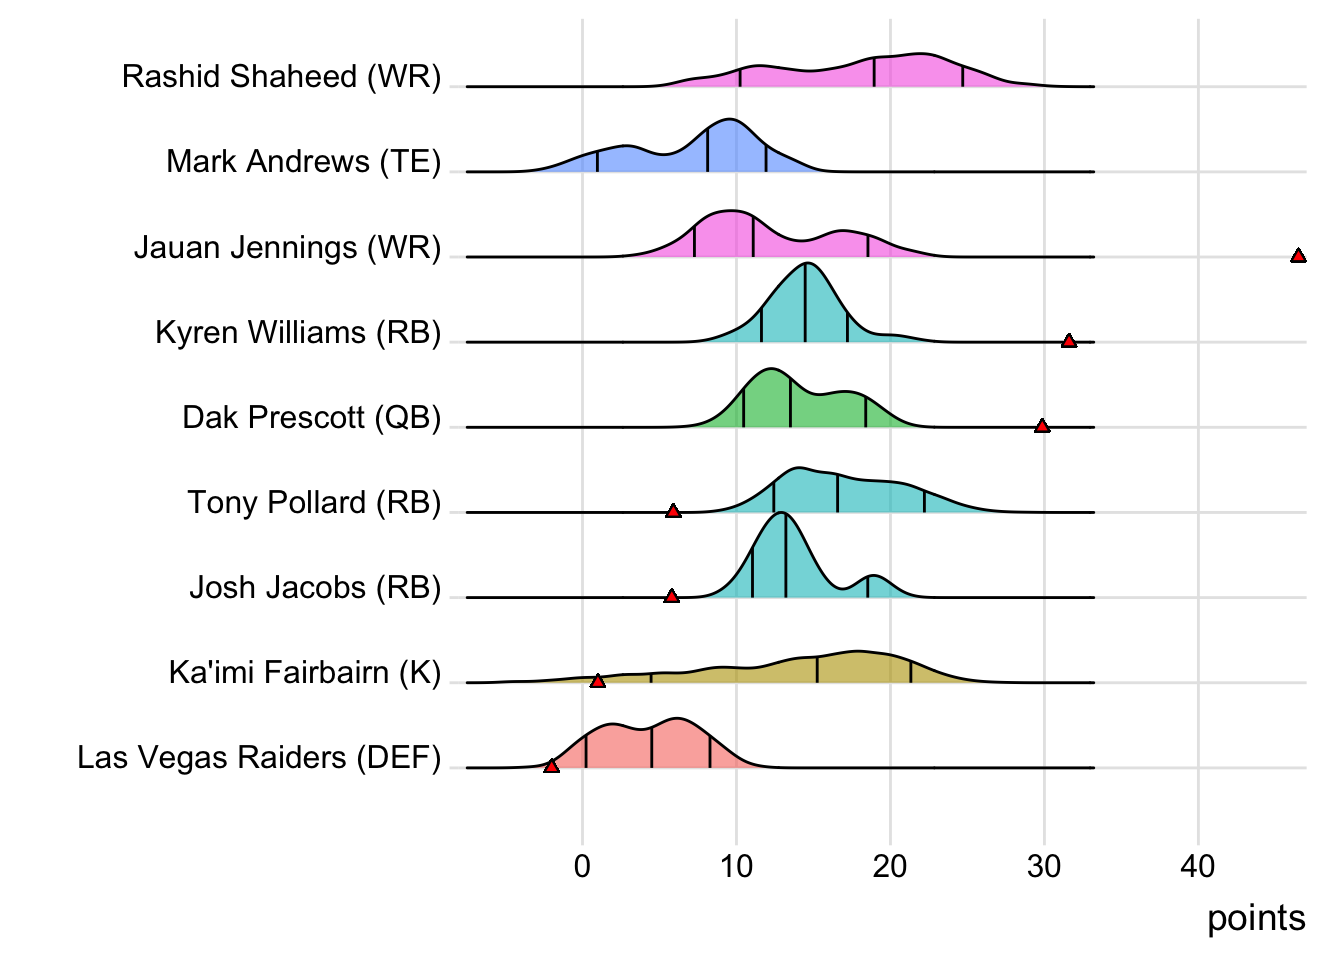 Rashid Shaheed (WR)
Mark Andrews (TE)
Jauan Jennings (WR)
Kyren Williams (RB)
Dak Prescott (QB)
Tony Pollard (RB)
Josh Jacobs (RB)
Ka'imi Fairbairn (K)
Las Vegas Raiders (DEF)
0 10 20 30 40
points